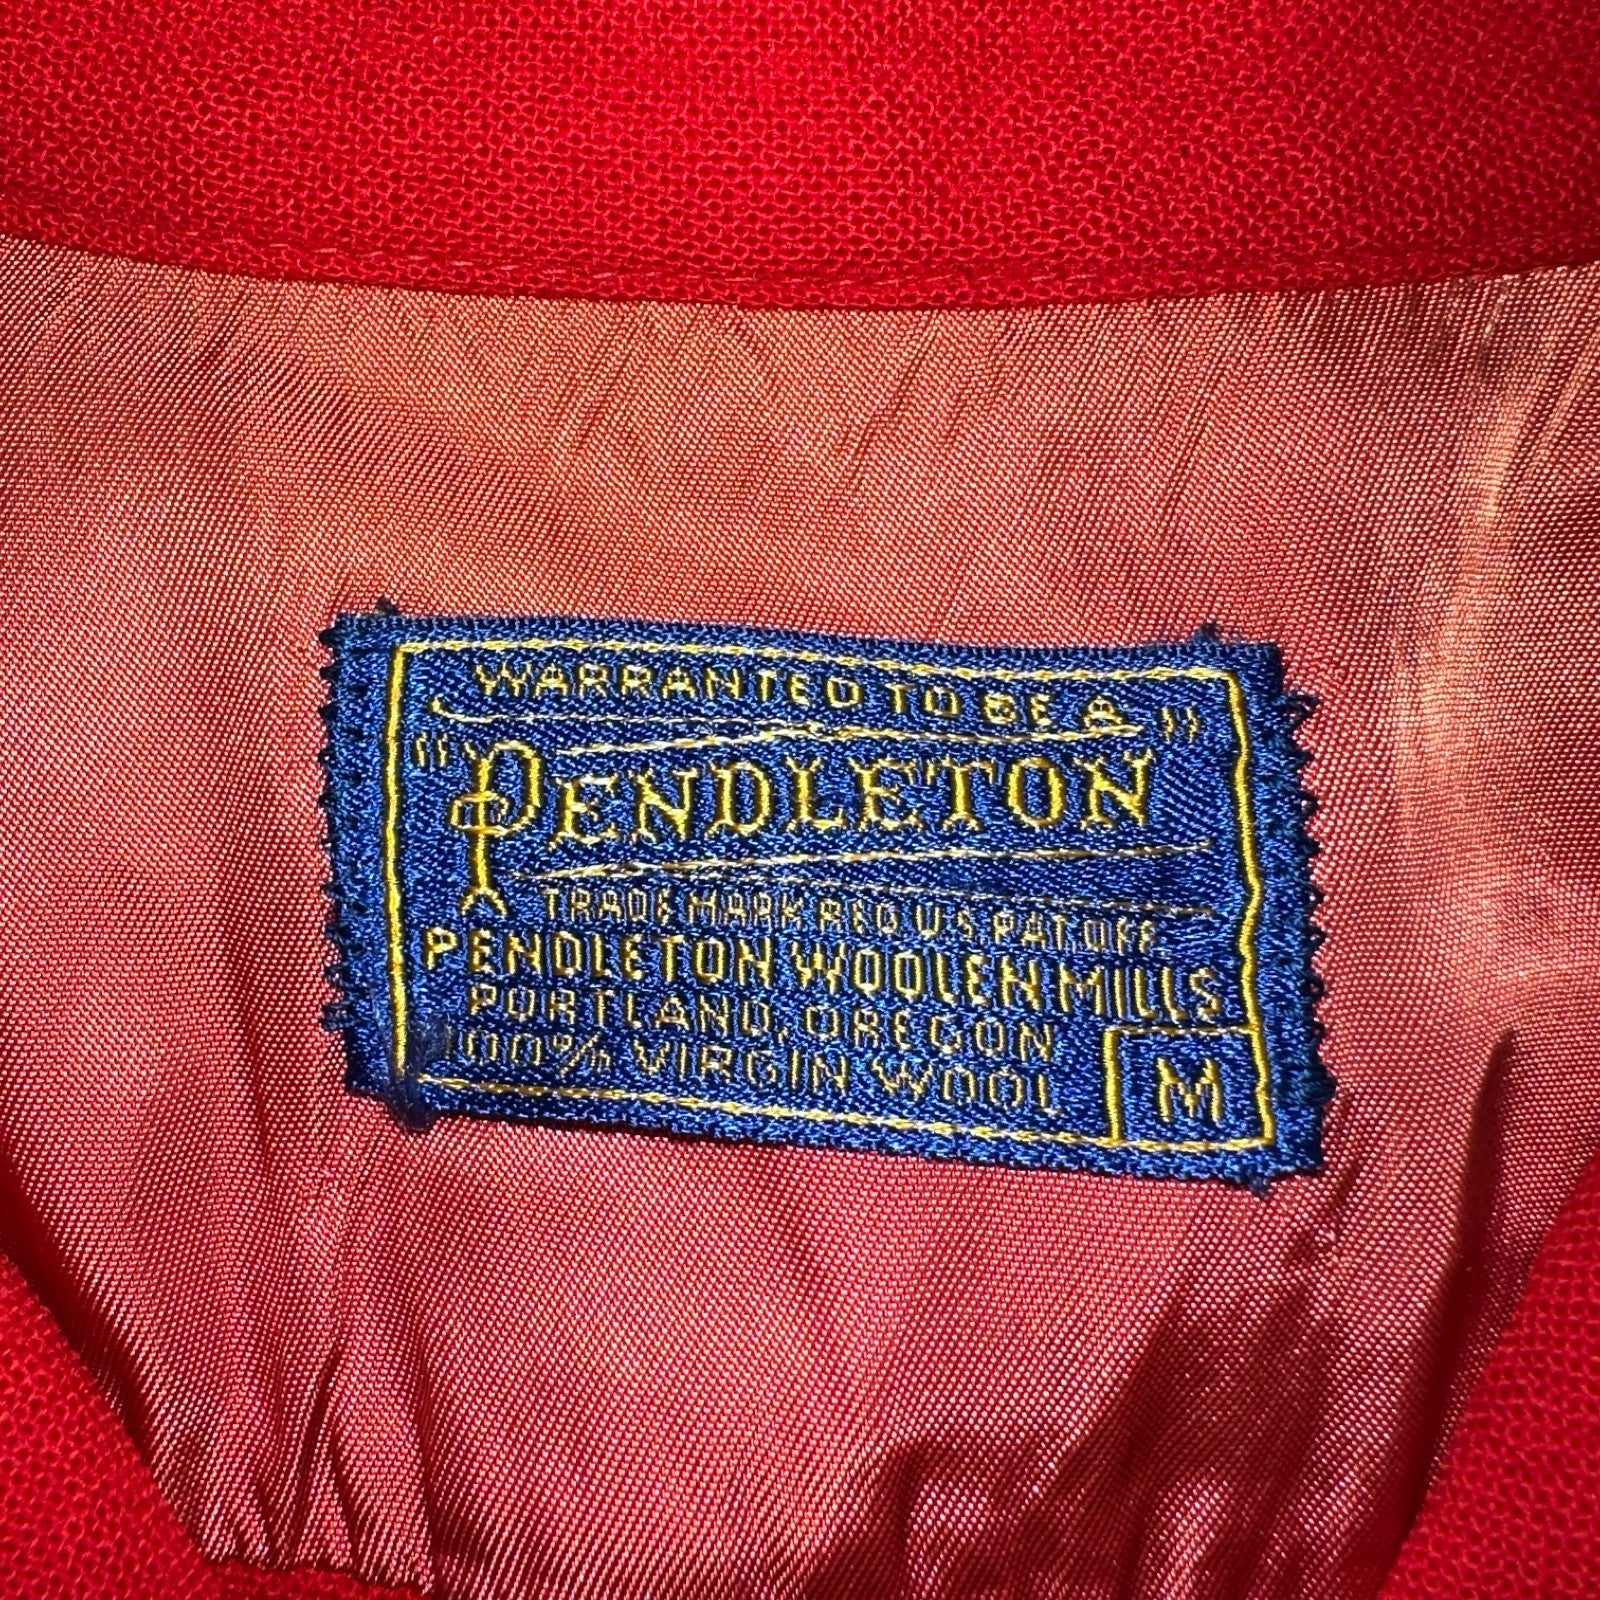 WARRANTED TO BE A
"PENDLETON"
TRADE MARK REG. U.S. PAT. OFF.
PENDLETON WOOLEN MILLS
PORTLAND, OREGON
100% VIRGIN WOOL
M